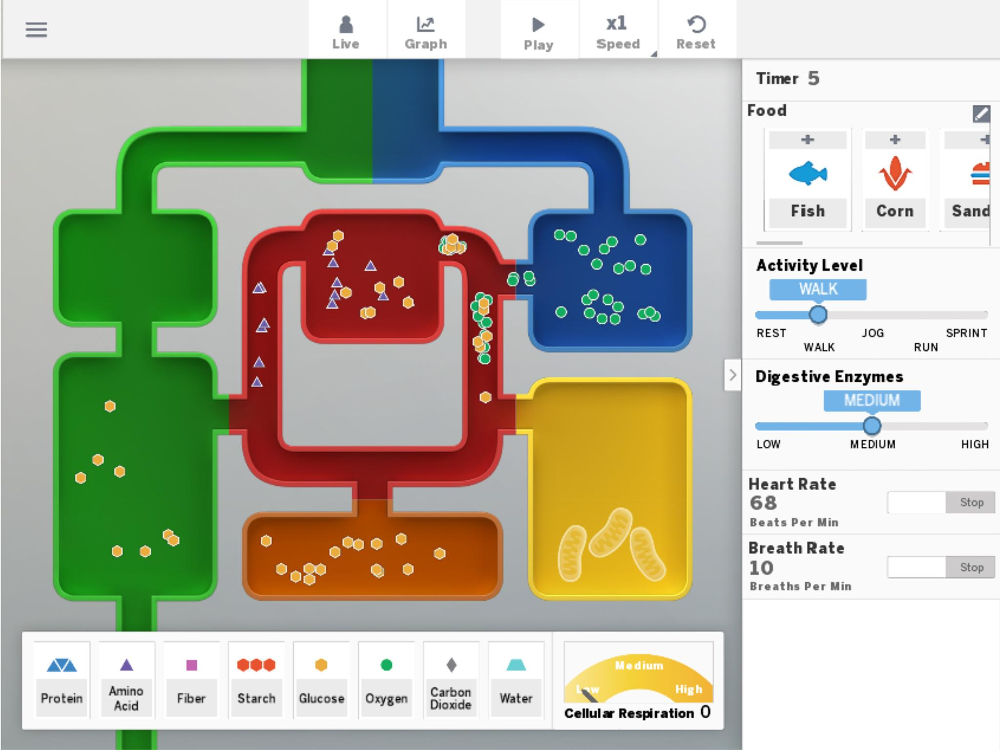 Live
Graph
Play
x1
Speed
Reset
Timer 5
Food
+
+
Fish
Corn
Sand
Activity Level
WALK
REST
JOG
SPRINT
WALK
RUN
Digestive Enzymes
MEDIUM
LOW
MEDIUM
HIGH
Heart Rate
68
Stop
Beats Per Min
Breath Rate
10
Stop
Breaths Per Min
Protein
Amino
Acid
Fiber
Starch
Glucose
Oxygen
Carbon
Dioxide
Water
Medium
Low
High
Cellular Respiration 0